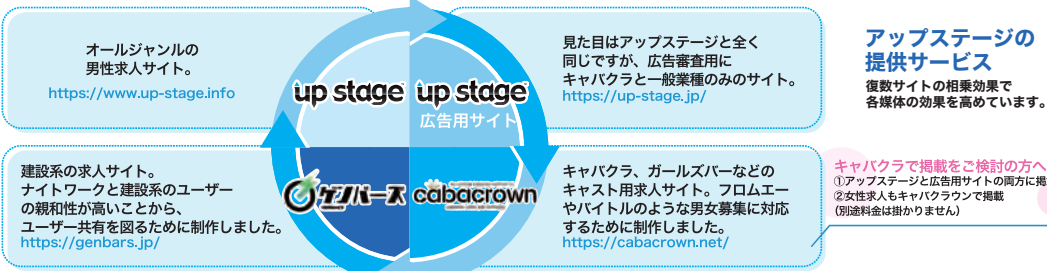 オールジャンルの
男性求人サイト。
https://www.up-stage.info
up stage
up stage
広告用サイト
見た目はアップステージと全く
同じですが、広告審査用に
キャバクラと一般業種のみのサイト。
https://up-stage.jp/
アップステージの
提供サービス
復数サイトの相乗効果で
各媒体の効果を高めています。
建設系の求人サイト。
ナイトワークと建設系のユーザー
の親和性が高いことから、
ユーザー共有を図るために制作しました。
https://genbars.jp/
ゲンバース
cabacrown
キャバクラ、ガールズバーなどの
キャスト用求人サイト。フロムエー
やバイトルのような男女募集に対応
するために制作しました。
https://cabacrown.net/
キャバクラで掲載をご検討の方へ
①アップステージと広告用サイトの両方に掲
②女性求人もキャバクラウンで掲載
（別途料金は掛かりません）